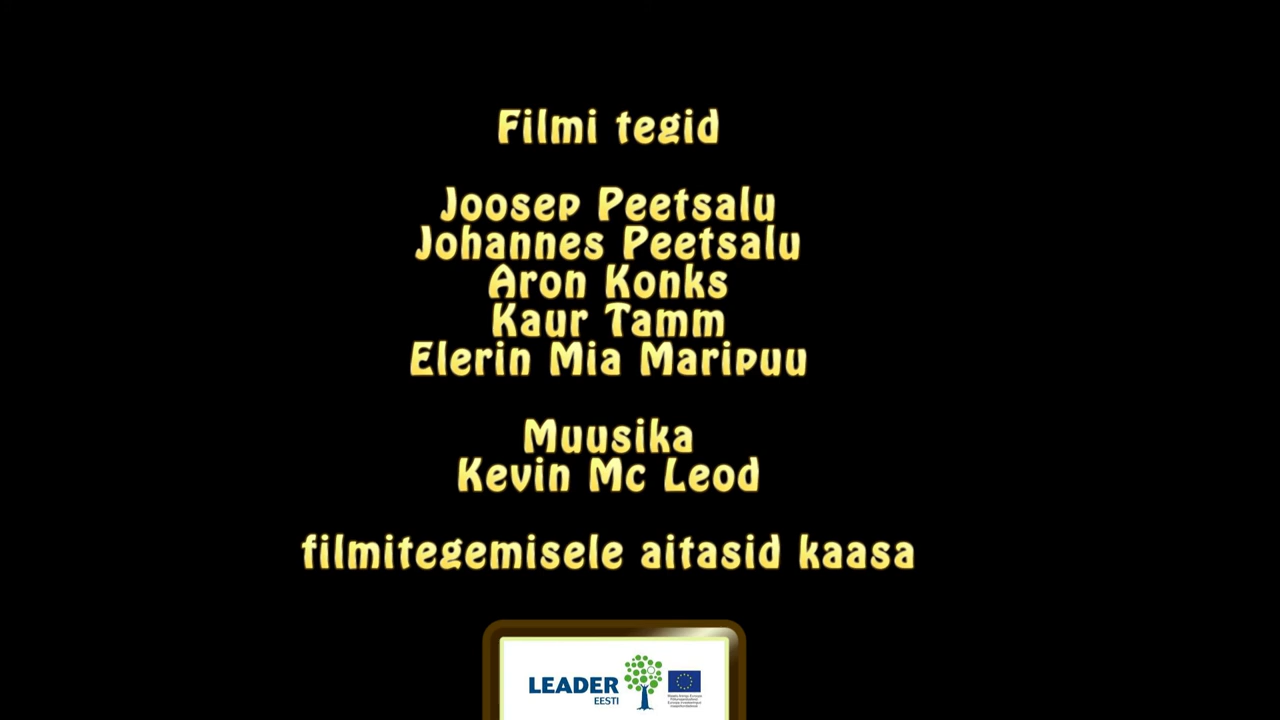 Filmi tegid
Joosep Peetsalu
Johannes Peetsalu
Aron Konks
Kaur Tamm
Elerin Mia Maripuu
Muusika
Kevin Mc Leod
filmitegemisele aitasid kaasa
LEADER
EESTI